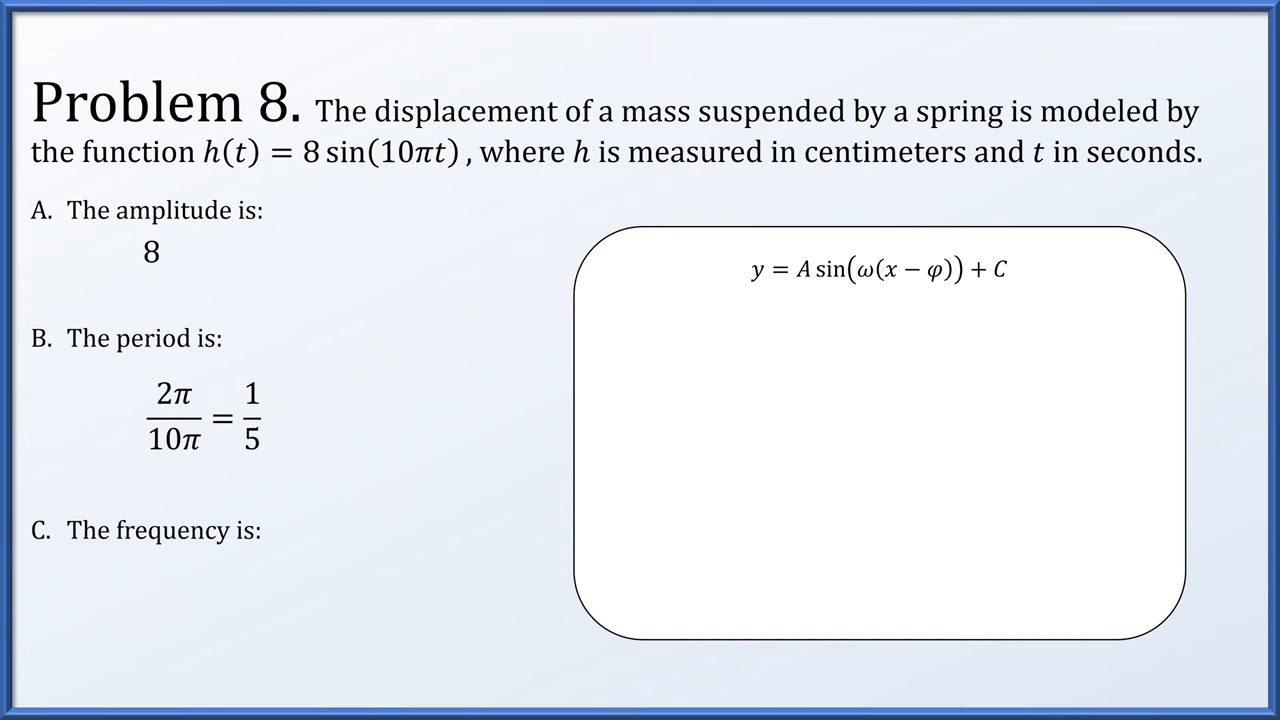 Problem 8. The displacement of a mass suspended by a spring is modeled by
the function h(t) = 8 sin(10πt) , where h is measured in centimeters and t in seconds.
A. The amplitude is:
8
B. The period is:
2π/10π = 1/5
C. The frequency is:
y = A sin(ω(x − φ)) + C